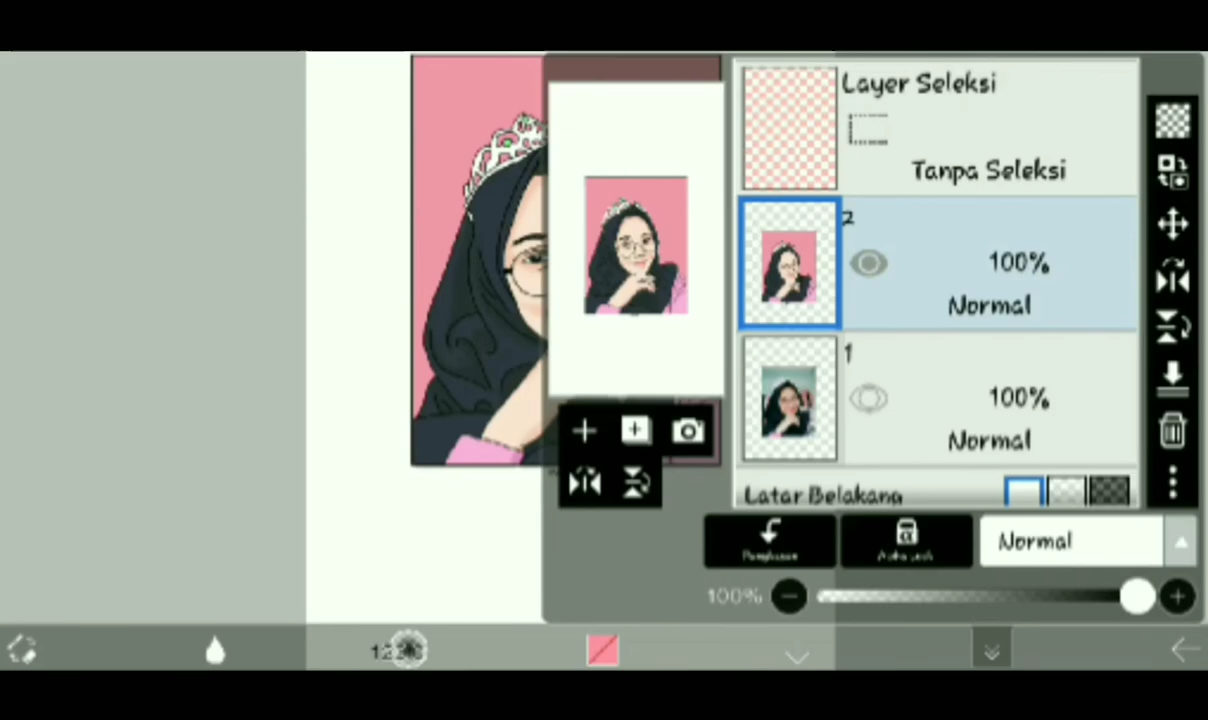 Layer Seleksi
Tanpa Seleksi
2
100%
Normal
1
100%
Normal
Latar Belakang
Normal
100%